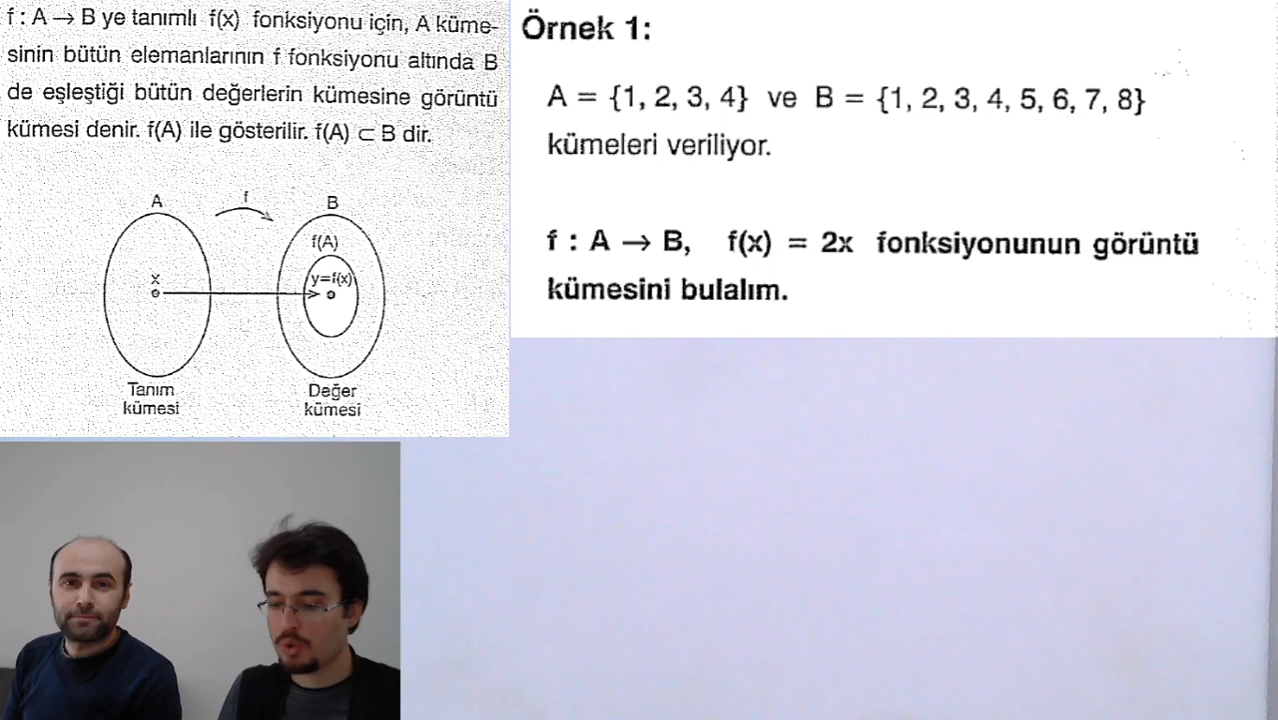 f : A → B ye tanımlı f(x) fonksiyonu için, A küme-
sinin bütün elemanlarının f fonksiyonu altında B
de eşleştiği bütün değerlerin kümesine görüntü
kümesi denir. f(A) ile gösterilir. f(A) ⊂ B dir.
A
f
B
f(A)
x
y=f(x)
Tanım
kümesi
Değer
kümesi
Örnek 1:
A = {1, 2, 3, 4} ve B = {1, 2, 3, 4, 5, 6, 7, 8}
kümeleri veriliyor.
f : A → B, f(x) = 2x fonksiyonunun görüntü
kümesini bulalım.